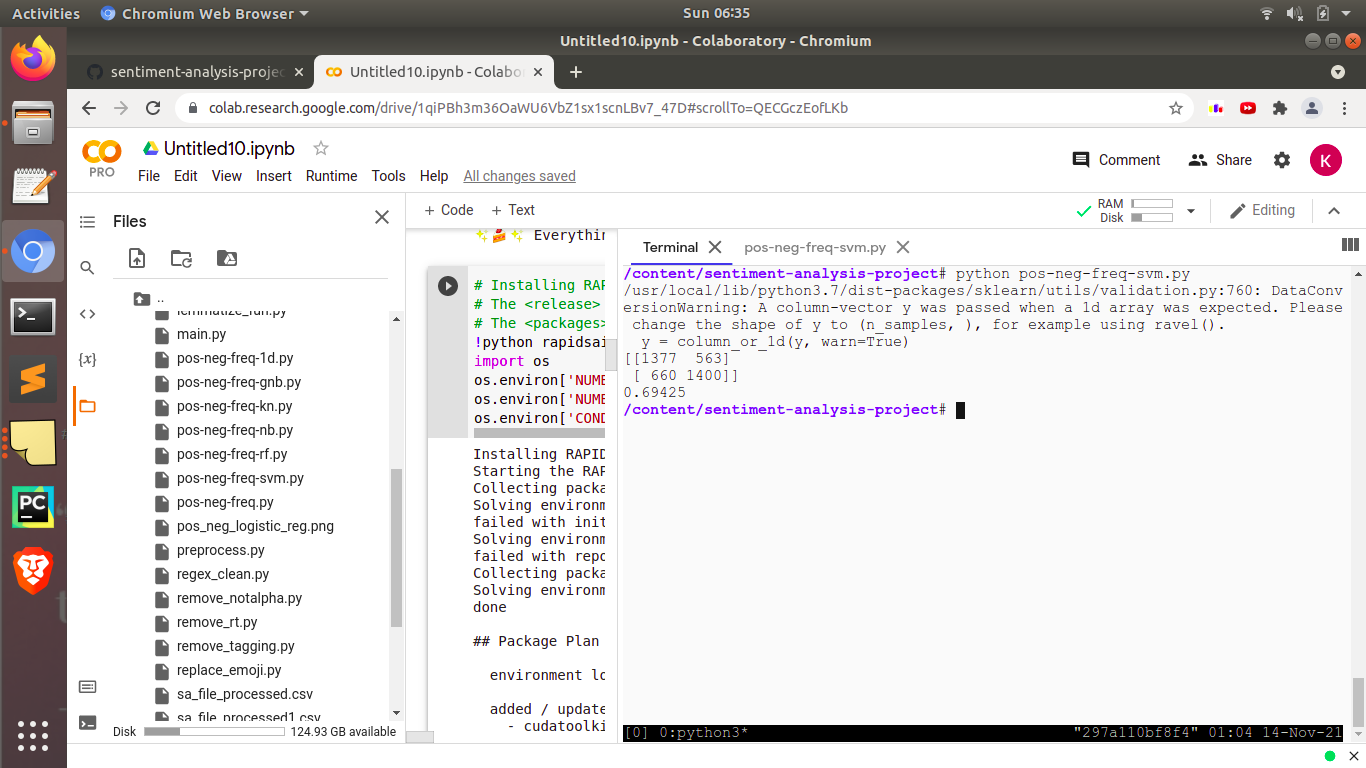 Activities
Chromium Web Browser
Sun 06:35
Untitled10.ipynb - Colaboratory - Chromium
sentiment-analysis-projec
Untitled10.ipynb - Colabo
colab.research.google.com/drive/1qiPBh3m36OaWU6VbZ1sx1scnLBv7_47D#scrollTo=QECGczEofLKb
PRO
Untitled10.ipynb
File Edit View Insert Runtime Tools Help All changes saved
Comment
Share
K
Files
+ Code + Text
RAM
Disk
Editing
..
lemmatize_fun.py
main.py
pos-neg-freq-1d.py
pos-neg-freq-gnb.py
pos-neg-freq-kn.py
pos-neg-freq-nb.py
pos-neg-freq-rf.py
pos-neg-freq-svm.py
pos-neg-freq.py
pos_neg_logistic_reg.png
preprocess.py
regex_clean.py
remove_notalpha.py
remove_rt.py
remove_tagging.py
replace_emoji.py
sa_file_processed.csv
sa_file_processed1.csv
Disk
124.93 GB available
{x}
PC
✨🍰✨ Everythin
# Installing RAP
# The <release>
# The <packages>
!python rapidsai
import os
os.environ['NUMB
os.environ['NUMB
os.environ['COND
Installing RAPID
Starting the RAP
Collecting packa
Solving environm
failed with init
Solving environm
failed with repo
Collecting packa
Solving environm
done
## Package Plan
environment lo
added / update
- cudatoolki
Terminal
pos-neg-freq-svm.py
/content/sentiment-analysis-project# python pos-neg-freq-svm.py
/usr/local/lib/python3.7/dist-packages/sklearn/utils/validation.py:760: DataConv
ersionWarning: A column-vector y was passed when a 1d array was expected. Please
change the shape of y to (n_samples, ), for example using ravel().
y = column_or_1d(y, warn=True)
[[1377 563]
[ 660 1400]]
0.69425
/content/sentiment-analysis-project#
[0] 0:python3*
"297a110bf8f4" 01:04 14-Nov-21